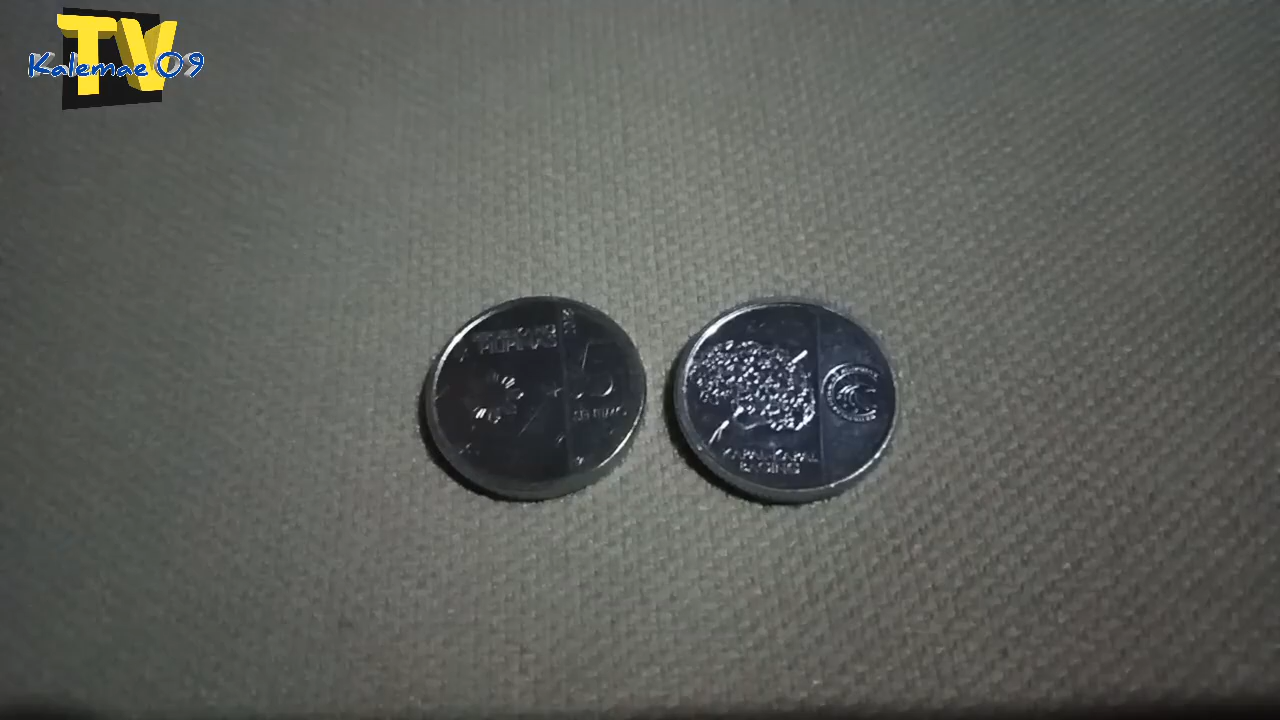 TV
Kalemae 09
PILIPINAS
5
SENTIMO
KAPAL-KAPAL
BAGING